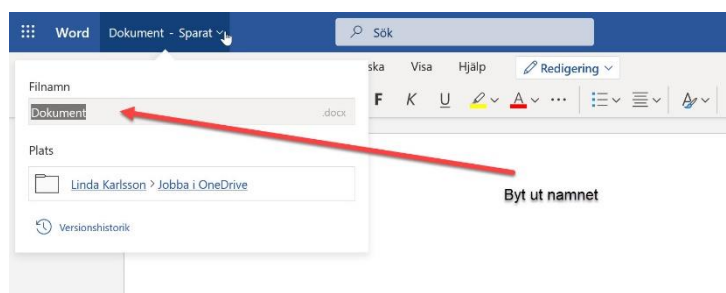 Word Dokument - Sparat Sök
ska Visa Hjälp Redigering
Filnamn
Dokument .docx
F K U A ...
Plats
Linda Karlsson > Jobba i OneDrive
Byt ut namnet
Versionshistorik